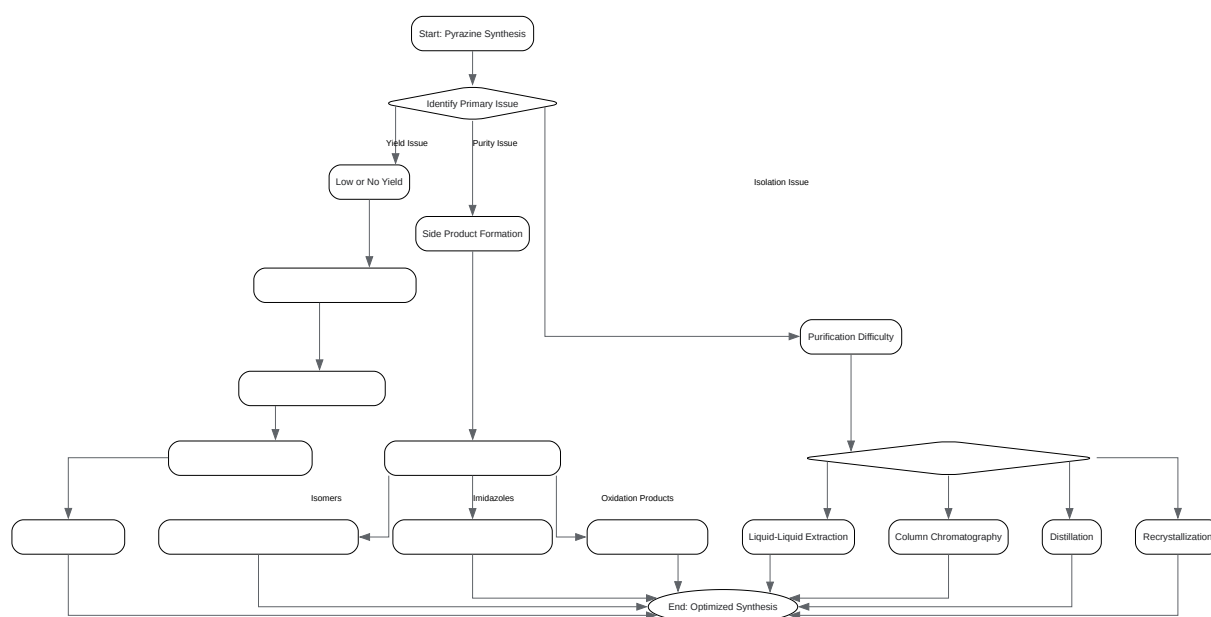 Start: Pyrazine Synthesis
Identify Primary Issue
Yield Issue
Purity Issue
Low or No Yield
Isolation Issue
Side Product Formation
Purification Difficulty
Isomers
Imidazoles
Oxidation Products
Liquid-Liquid Extraction
Column Chromatography
Distillation
Recrystallization
End: Optimized Synthesis